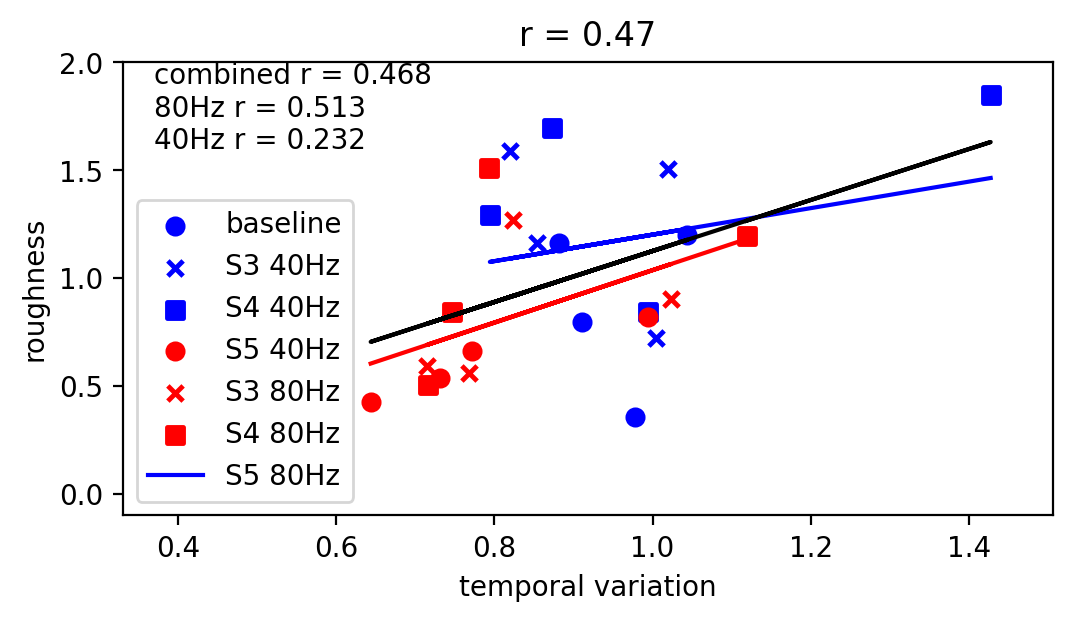 r = 0.47
combined r = 0.468
80Hz r = 0.513
40Hz r = 0.232
baseline
S3 40Hz
S4 40Hz
S5 40Hz
S3 80Hz
S4 80Hz
S5 80Hz
roughness
2.0
1.5
1.0
0.5
0.0
0.4 0.6 0.8 1.0 1.2 1.4
temporal variation